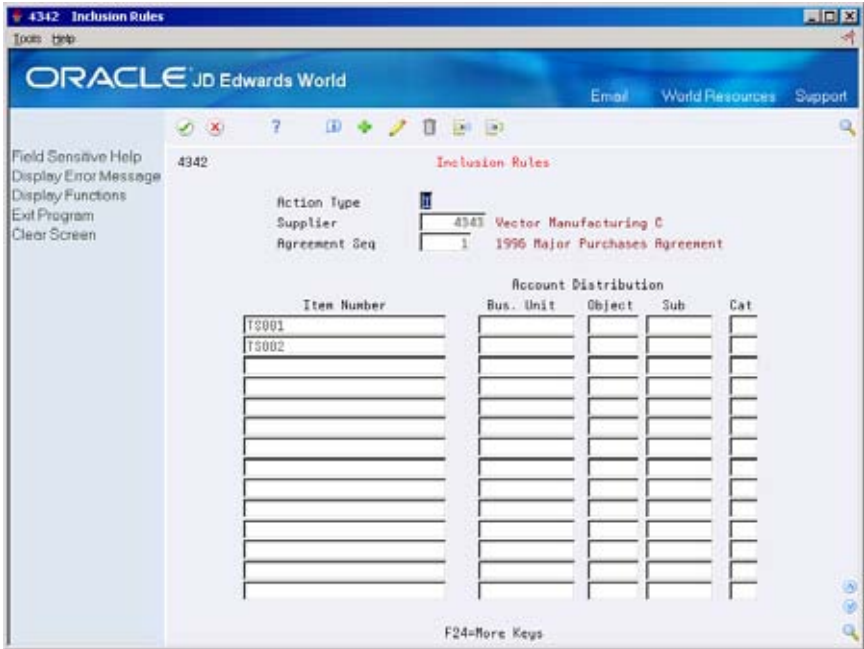 4342 Inclusion Rules
Tools Help
ORACLE JD Edwards World
Email World Resources Support
?
Field Sensitive Help
Display Error Message
Display Functions
Exit Program
Clear Screen
4342 Inclusion Rules
Action Type
Supplier 4343 Vector Manufacturing C
Agreement Seq 1 1996 Major Purchases Agreement
Account Distribution
Item Number Bus. Unit Object Sub Cat
TS001
TS002
F24=More Keys